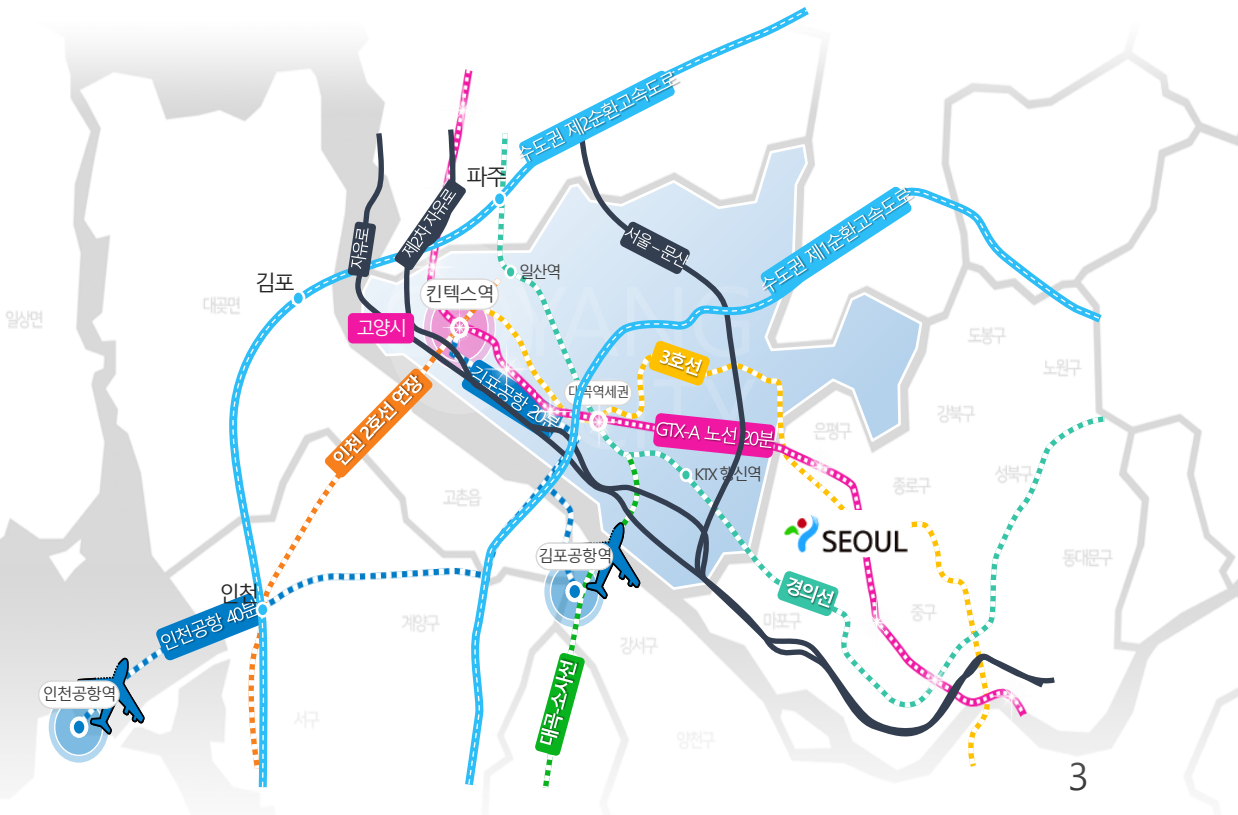 수도권 제2순환고속도로
파주
제2차 자유로
자유로
서울 – 문산
수도권 제1순환고속도로
일산역
김포
킨텍스역
대곶면
일상면
고양시
YANG
도봉구
노원구
3호선
김포공항 20분
대곡역세권
인천 2호선 연장
강북구
은평구
GTX-A 노선 20분
KTX 행신역
성북구
종로구
고촌읍
SEOUL
김포공항역
동대문구
인천
경의선
인천공항 40분
계양구
마포구
중구
강서구
인천공항역
대곡-소사선
서구
양천구
3